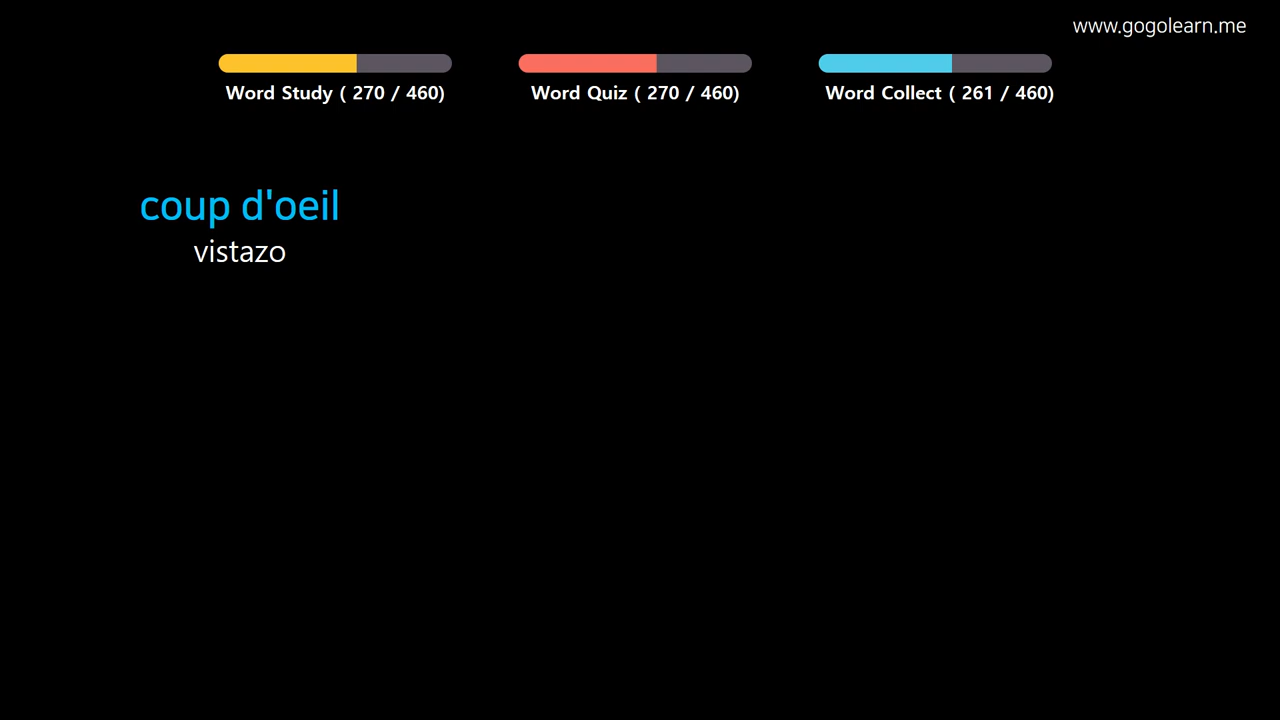 www.gogolearn.me
Word Study ( 270 / 460)
Word Quiz ( 270 / 460)
Word Collect ( 261 / 460)
coup d'oeil
vistazo